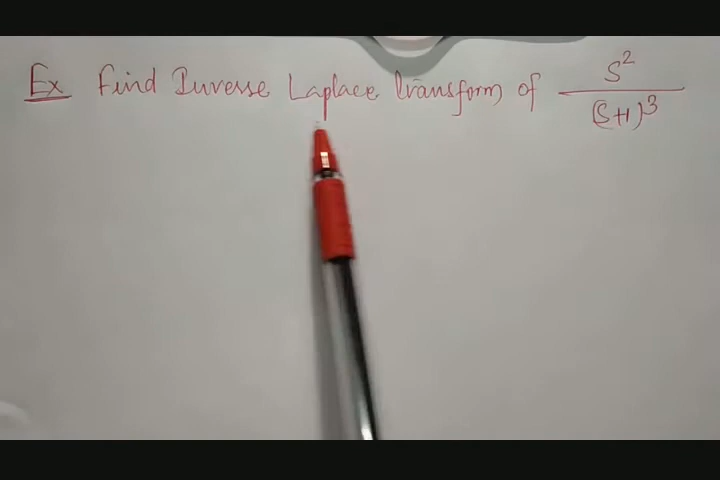 Ex Find Inverse Laplace transform of s²/(s+1)³